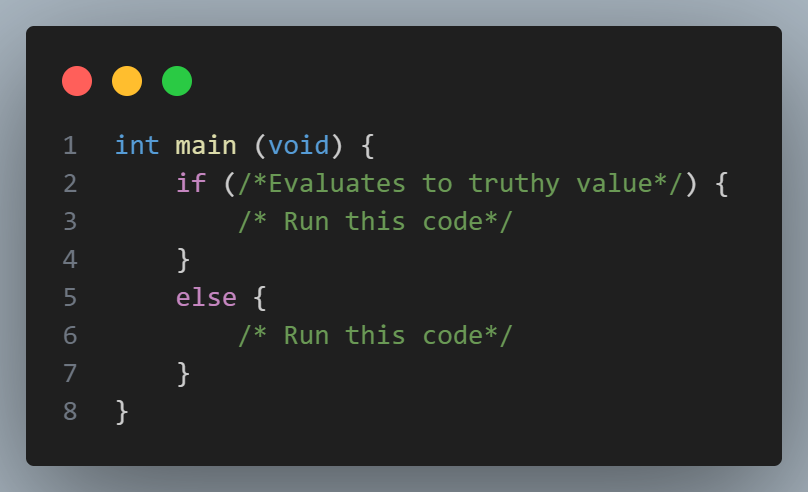 1 int main (void) {
2     if (/*Evaluates to truthy value*/) {
3         /* Run this code*/
4     }
5     else {
6         /* Run this code*/
7     }
8 }